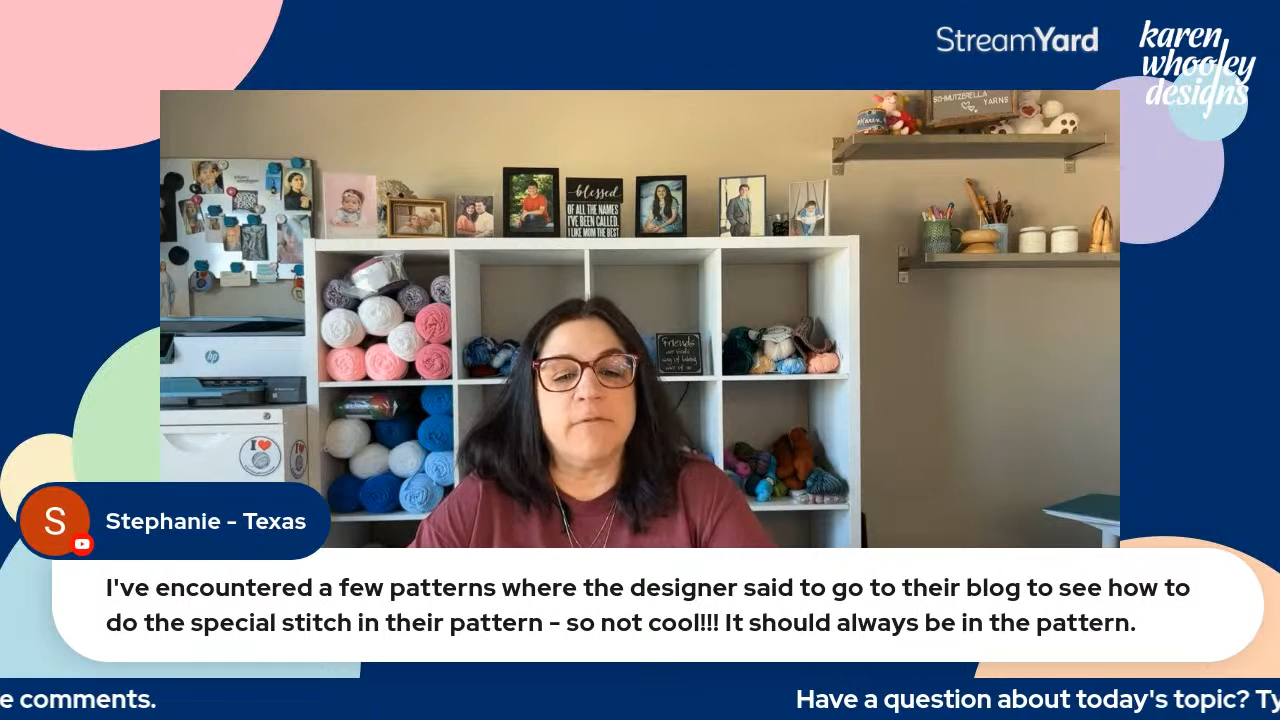 StreamYard
karen
whooley
designs
SCHMUTZERELLA
YARNS
blessed
OF ALL THE NAMES
I'VE BEEN CALLED,
I LIKE MOM THE BEST
Friends
hp
I
I
S
Stephanie - Texas
I've encountered a few patterns where the designer said to go to their blog to see how to
do the special stitch in their pattern - so not cool!!! It should always be in the pattern.
e comments.
Have a question about today's topic? Ty